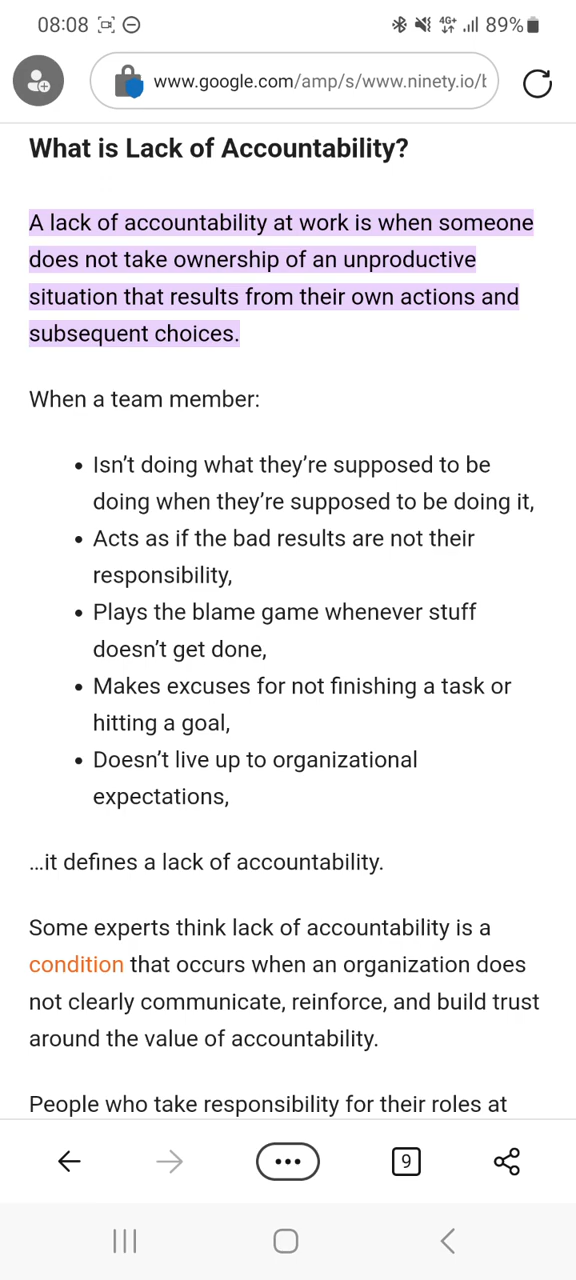 08:08 4G+ 89%
www.google.com/amp/s/www.ninety.io/b
What is Lack of Accountability?
A lack of accountability at work is when someone
does not take ownership of an unproductive
situation that results from their own actions and
subsequent choices.
When a team member:
• Isn’t doing what they’re supposed to be
doing when they’re supposed to be doing it,
• Acts as if the bad results are not their
responsibility,
• Plays the blame game whenever stuff
doesn’t get done,
• Makes excuses for not finishing a task or
hitting a goal,
• Doesn’t live up to organizational
expectations,
...it defines a lack of accountability.
Some experts think lack of accountability is a
condition that occurs when an organization does
not clearly communicate, reinforce, and build trust
around the value of accountability.
People who take responsibility for their roles at
9